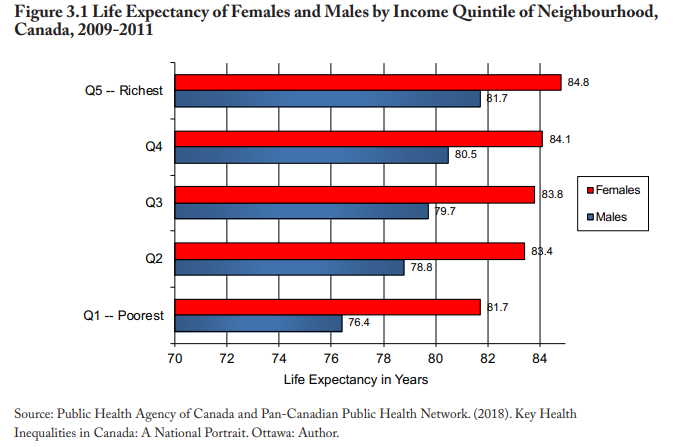 Figure 3.1 Life Expectancy of Females and Males by Income Quintile of Neighbourhood,
Canada, 2009-2011
Q5 -- Richest
84.8
81.7
Q4
84.1
80.5
Q3
83.8
79.7
Q2
83.4
78.8
Q1 -- Poorest
81.7
76.4
Females
Males
70 72 74 76 78 80 82 84
Life Expectancy in Years
Source: Public Health Agency of Canada and Pan-Canadian Public Health Network. (2018). Key Health
Inequalities in Canada: A National Portrait. Ottawa: Author.